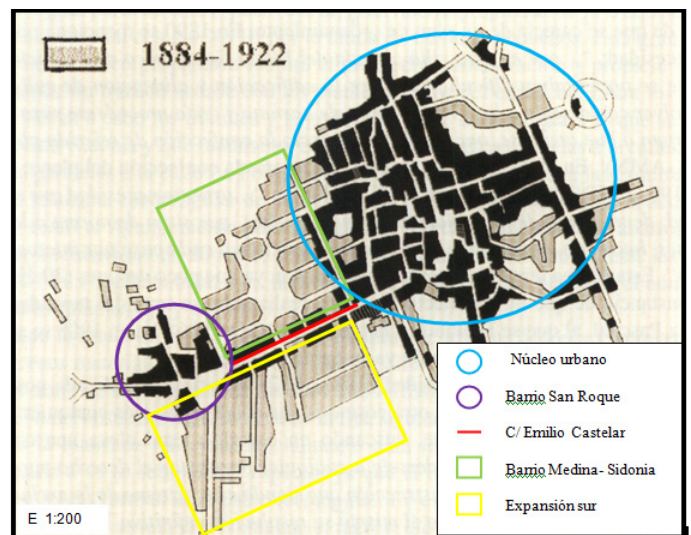 1884-1922
Núcleo urbano
Barrio San Roque
C/ Emilio Castelar
Barrio Medina- Sidonia
Expansión sur
E 1:200